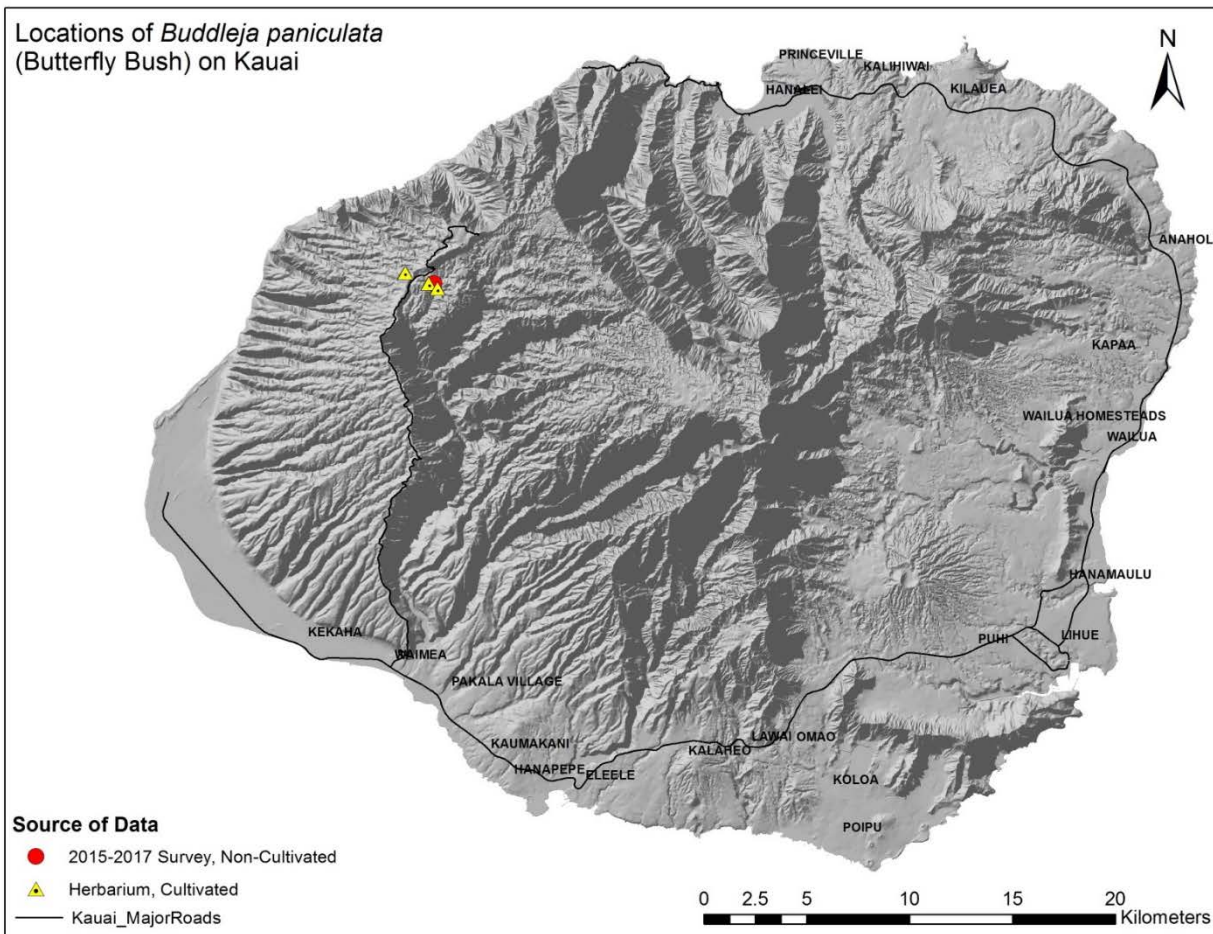 Locations of Buddleja paniculata
(Butterfly Bush) on Kauai
N
PRINCEVILLE
KALIHIWAI
HANALEI
KILAUEA
ANAHOL
KAPAA
WAILUA HOMESTEADS
WAILUA
HANAMAULU
KEKAHA
PUHI
LIHUE
WAIMEA
PAKALA VILLAGE
KAUMAKANI
LAWAI OMAO
KALAHEO
HANAPEPE
ELEELE
KOLOA
POIPU
Source of Data
2015-2017 Survey, Non-Cultivated
Herbarium, Cultivated
Kauai_MajorRoads
0 2.5 5 10 15 20
Kilometers